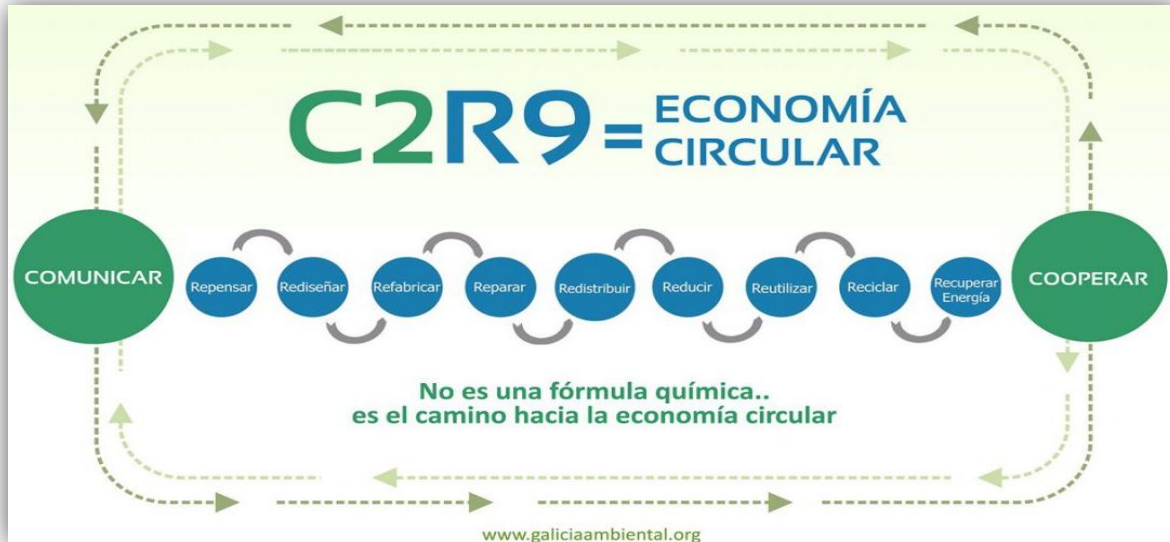 C2R9 = ECONOMÍA
CIRCULAR
COMUNICAR
Repensar
Rediseñar
Refabricar
Reparar
Redistribuir
Reducir
Reutilizar
Reciclar
Recuperar
Energía
COOPERAR
No es una fórmula química..
es el camino hacia la economía circular
www.galiciaambiental.org